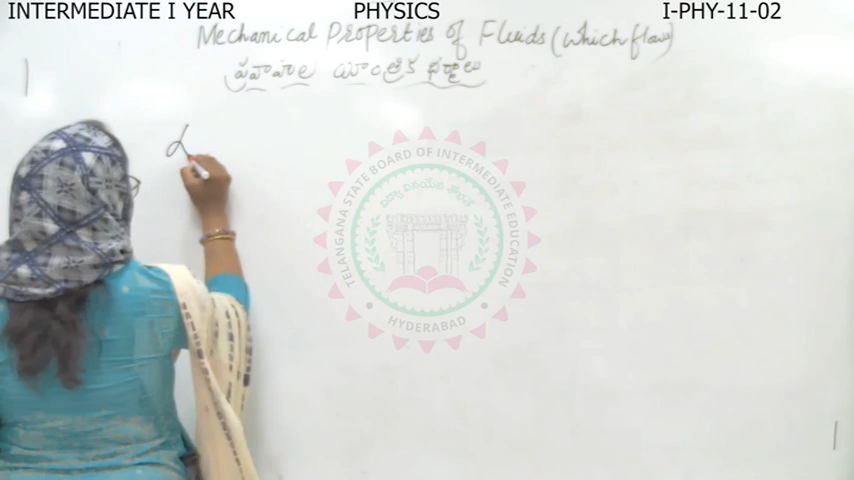 INTERMEDIATE I YEAR PHYSICS I-PHY-11-02
Mechanical Properties of Fluids (which flow)
ప్రవాహాల యాంత్రిక ధర్మాలు
TELANGANA STATE BOARD OF INTERMEDIATE EDUCATION
HYDERABAD